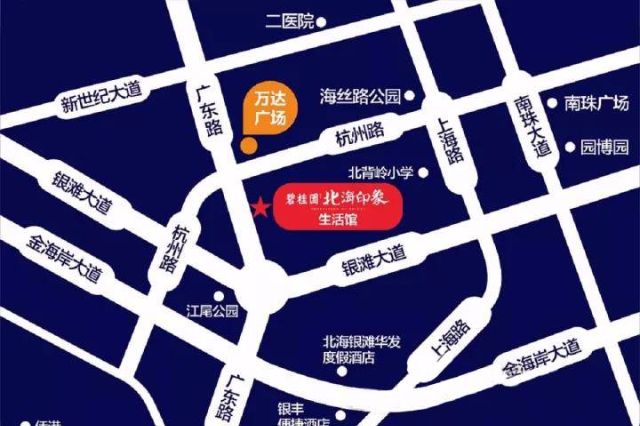 二医院
新世纪大道
广东路
万达
广场
海丝路公园
杭州路
上海路
南珠大道
南珠广场
园博园
北背岭小学
银滩大道
碧桂园 北海印象
生活馆
杭州路
金海岸大道
银滩大道
江尾公园
北海银滩华发
度假酒店
上海路
金海岸大道
广东路
银丰
便捷酒店
侨港